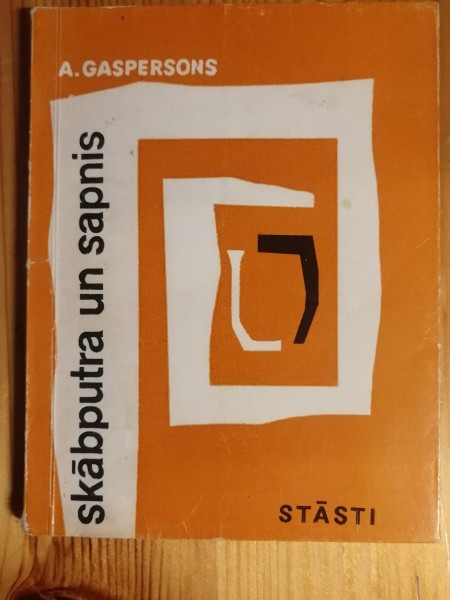 A. GASPERSONS
skābputra un sapnis
STĀSTI